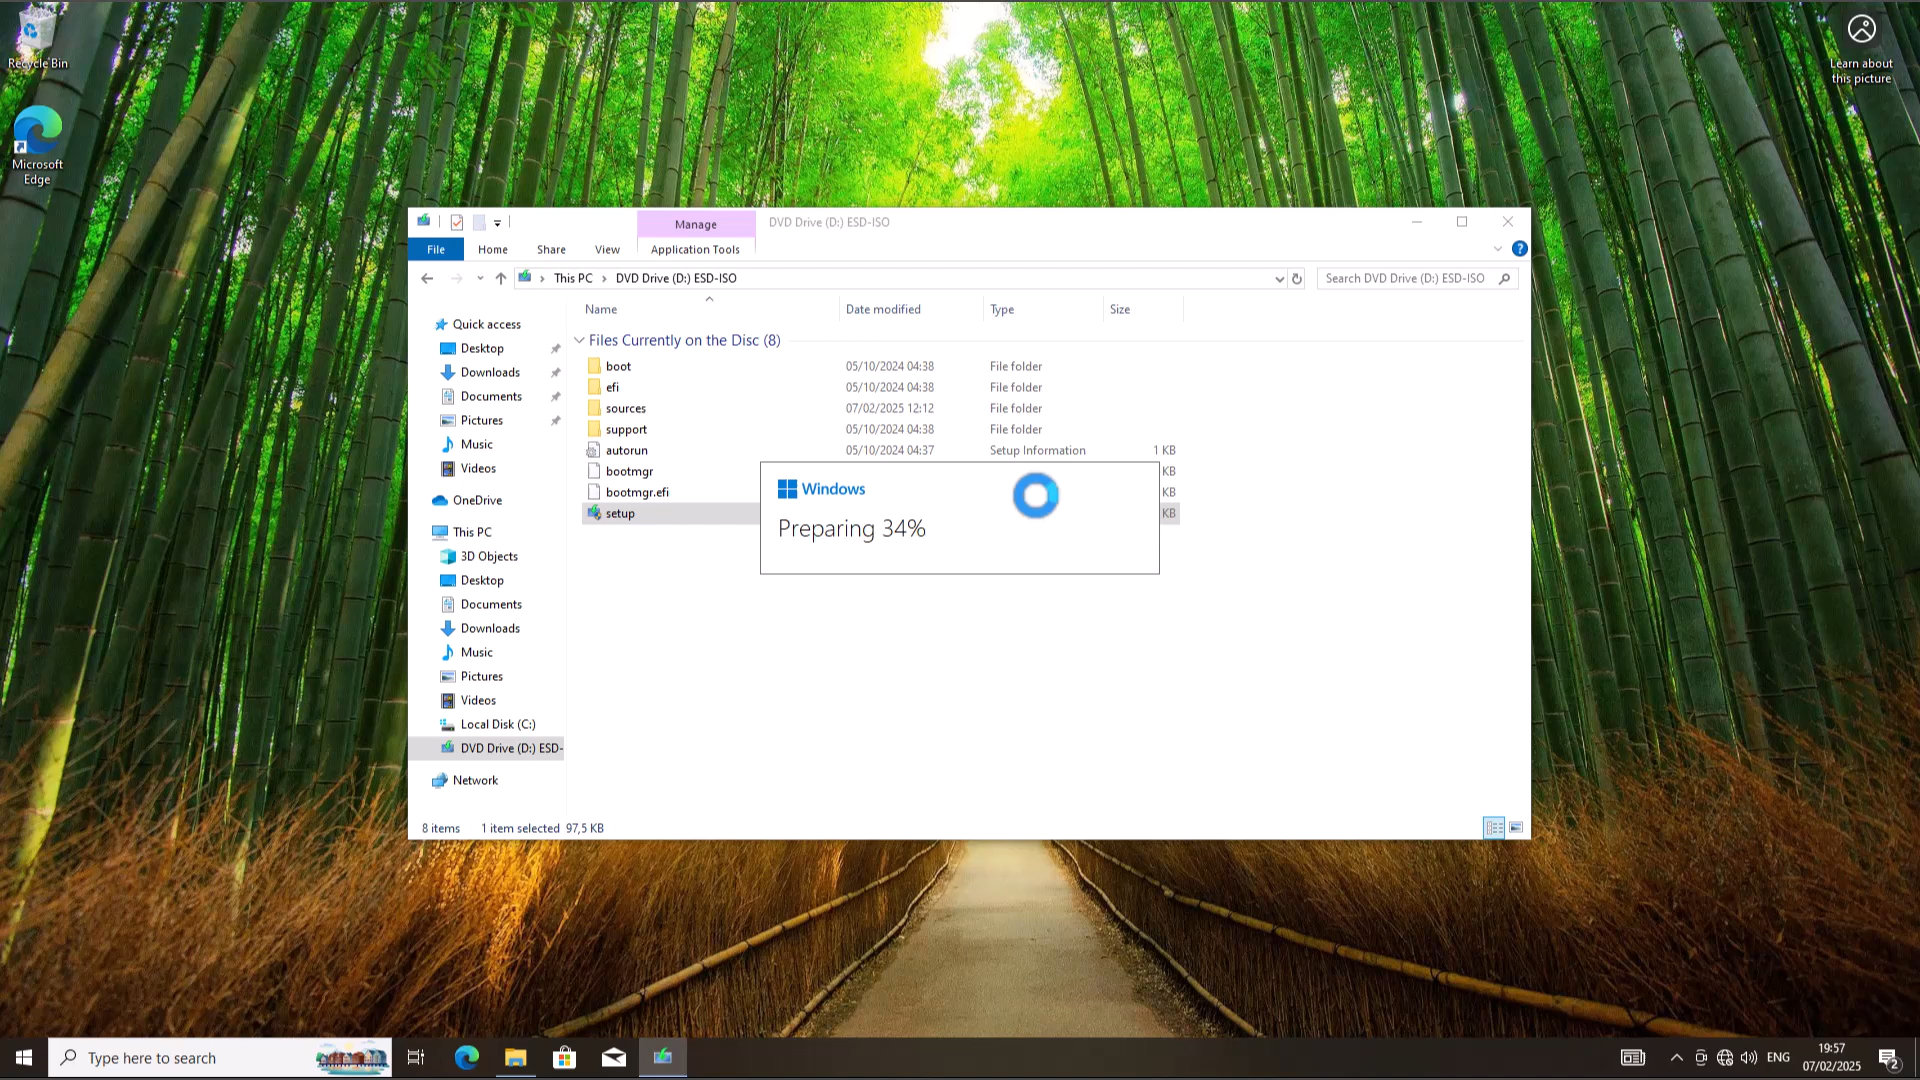 Recycle Bin
Microsoft
Edge
Learn about
this picture
Manage
DVD Drive (D:) ESD-ISO
File
Home
Share
View
Application Tools
This PC
DVD Drive (D:) ESD-ISO
Search DVD Drive (D:) ESD-ISO
Name
Date modified
Type
Size
Quick access
Desktop
Downloads
Documents
Pictures
Music
Videos
OneDrive
This PC
3D Objects
Desktop
Documents
Downloads
Music
Pictures
Videos
Local Disk (C:)
DVD Drive (D:) ESD-
Network
Files Currently on the Disc (8)
boot 05/10/2024 04:38 File folder
efi 05/10/2024 04:38 File folder
sources 07/02/2025 12:12 File folder
support 05/10/2024 04:38 File folder
autorun 05/10/2024 04:37 Setup Information 1 KB
bootmgr KB
bootmgr.efi KB
setup KB
Windows
Preparing 34%
8 items 1 item selected 97,5 KB
Type here to search
ENG
19:57
07/02/2025
2